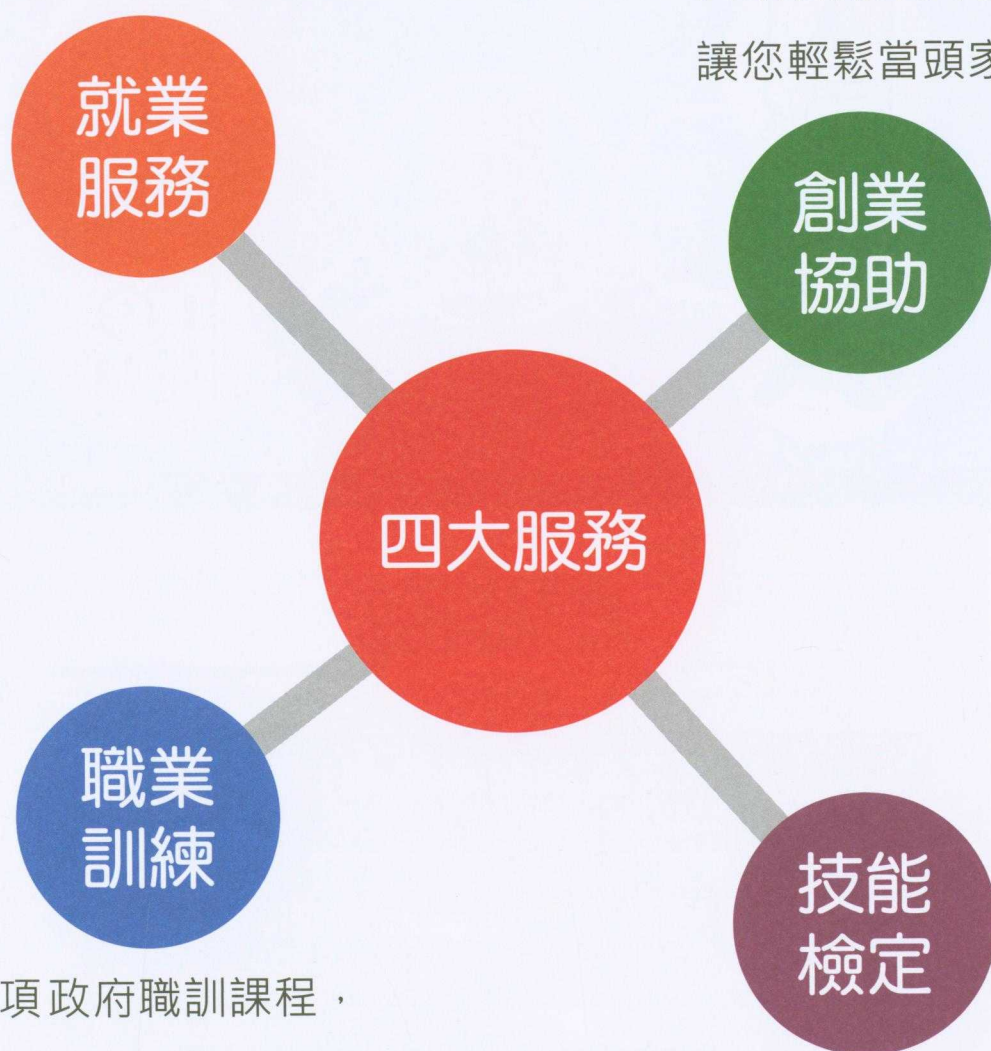 讓您輕鬆當頭家
就業
服務
創業
協助
四大服務
職業
訓練
技能
檢定
項政府職訓課程，